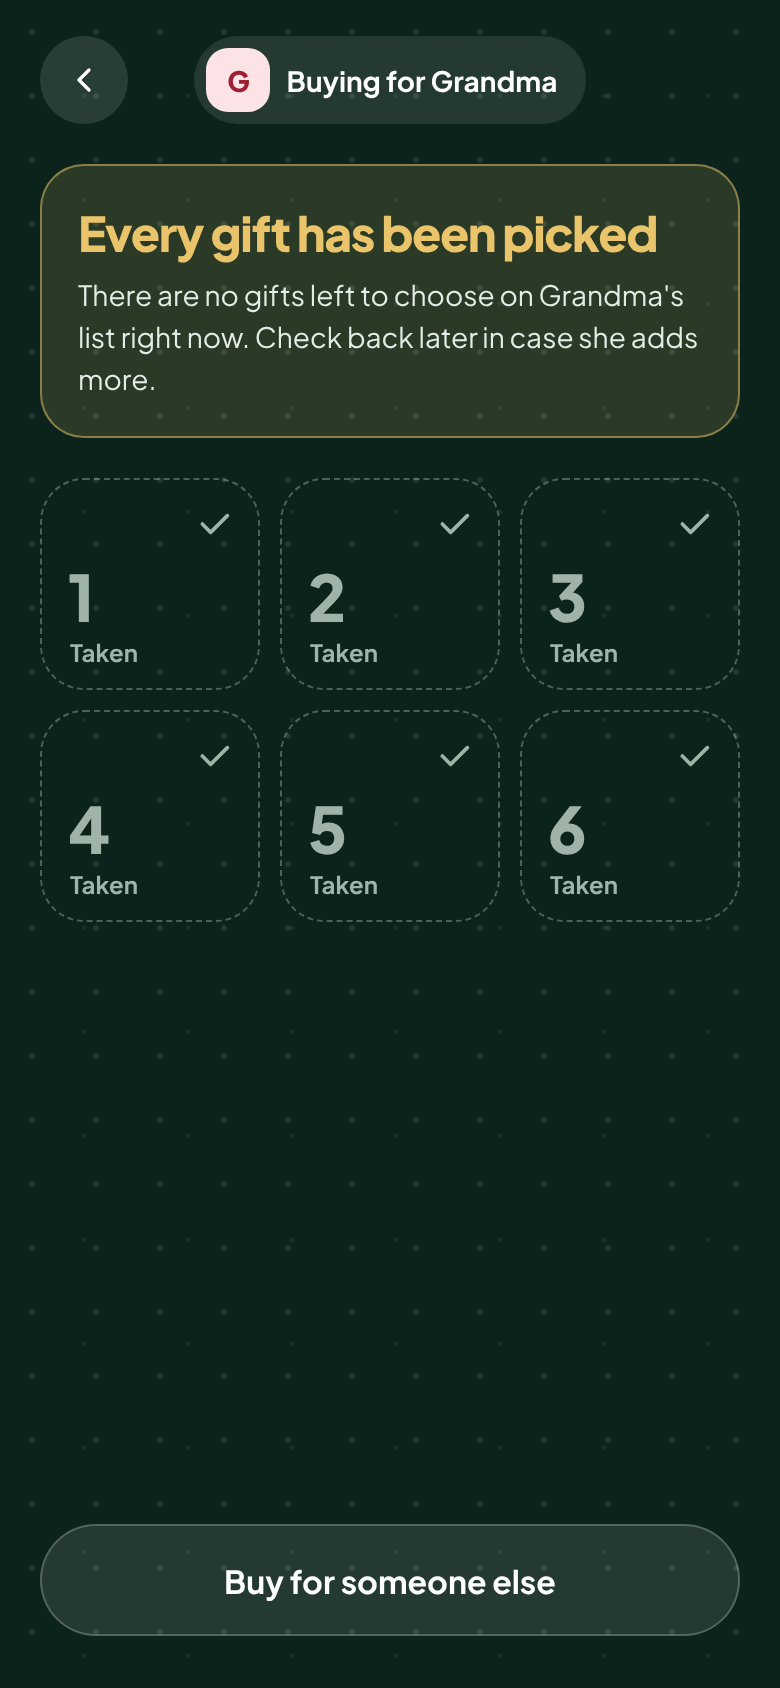 G Buying for Grandma
Every gift has been picked
There are no gifts left to choose on Grandma's
list right now. Check back later in case she adds
more.
1
Taken
2
Taken
3
Taken
4
Taken
5
Taken
6
Taken
Buy for someone else